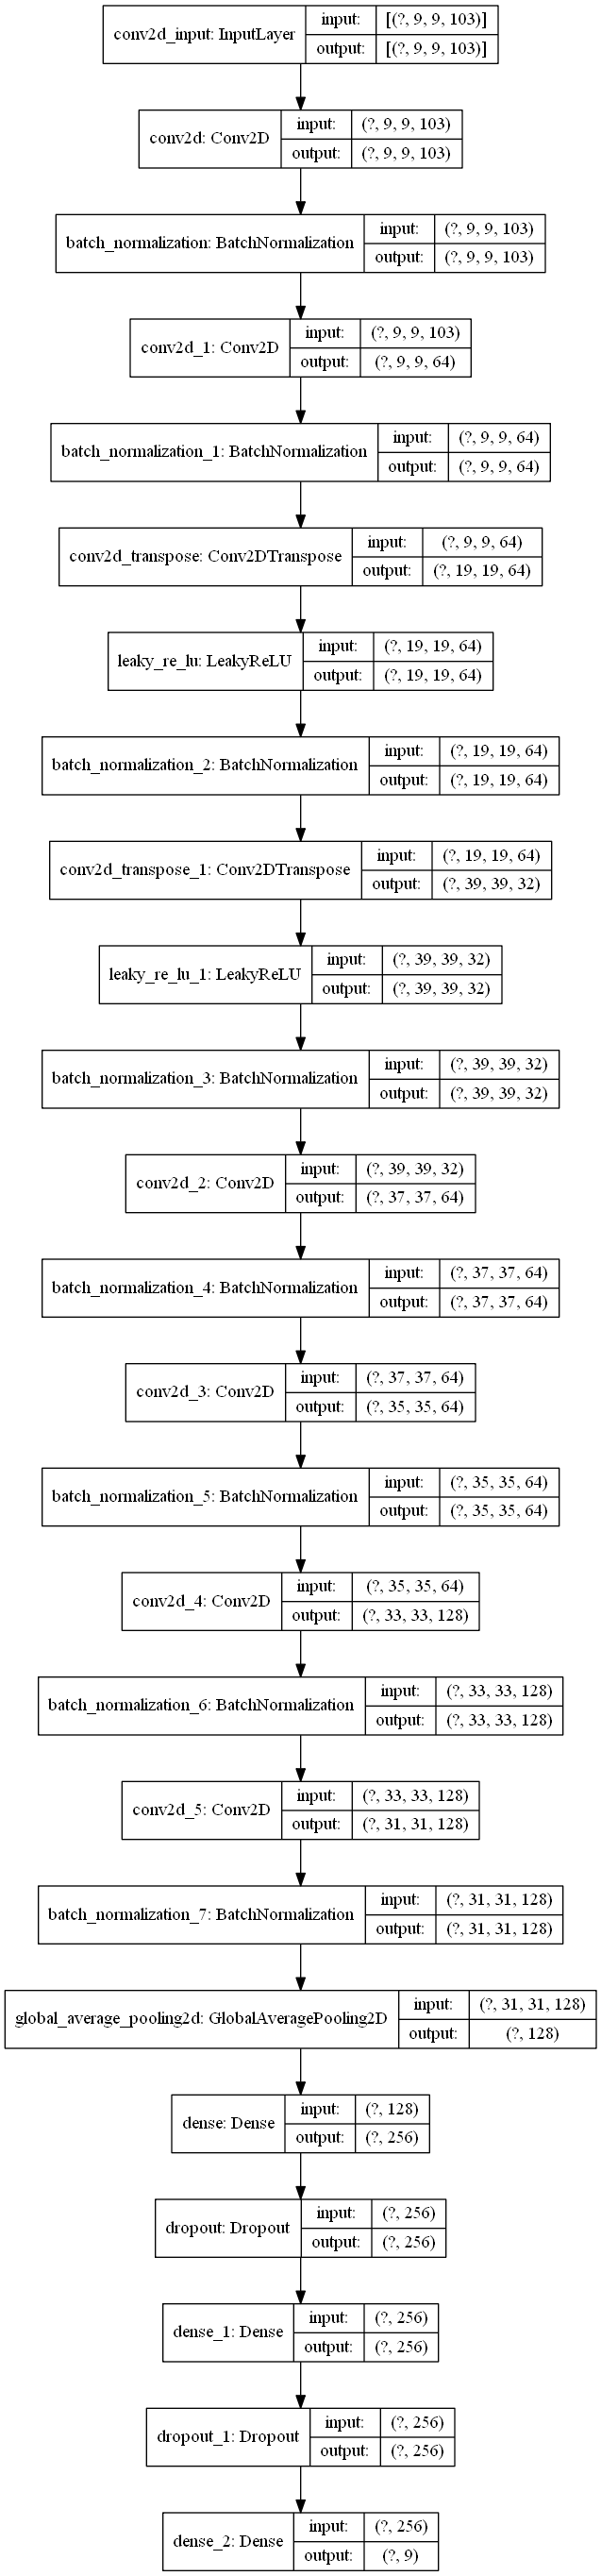 conv2d_input: InputLayer
input: [(?, 9, 9, 103)]
output: [(?, 9, 9, 103)]
conv2d: Conv2D
input: (?, 9, 9, 103)
output: (?, 9, 9, 103)
batch_normalization: BatchNormalization
input: (?, 9, 9, 103)
output: (?, 9, 9, 103)
conv2d_1: Conv2D
input: (?, 9, 9, 103)
output: (?, 9, 9, 64)
batch_normalization_1: BatchNormalization
input: (?, 9, 9, 64)
output: (?, 9, 9, 64)
conv2d_transpose: Conv2DTranspose
input: (?, 9, 9, 64)
output: (?, 19, 19, 64)
leaky_re_lu: LeakyReLU
input: (?, 19, 19, 64)
output: (?, 19, 19, 64)
batch_normalization_2: BatchNormalization
input: (?, 19, 19, 64)
output: (?, 19, 19, 64)
conv2d_transpose_1: Conv2DTranspose
input: (?, 19, 19, 64)
output: (?, 39, 39, 32)
leaky_re_lu_1: LeakyReLU
input: (?, 39, 39, 32)
output: (?, 39, 39, 32)
batch_normalization_3: BatchNormalization
input: (?, 39, 39, 32)
output: (?, 39, 39, 32)
conv2d_2: Conv2D
input: (?, 39, 39, 32)
output: (?, 37, 37, 64)
batch_normalization_4: BatchNormalization
input: (?, 37, 37, 64)
output: (?, 37, 37, 64)
conv2d_3: Conv2D
input: (?, 37, 37, 64)
output: (?, 35, 35, 64)
batch_normalization_5: BatchNormalization
input: (?, 35, 35, 64)
output: (?, 35, 35, 64)
conv2d_4: Conv2D
input: (?, 35, 35, 64)
output: (?, 33, 33, 128)
batch_normalization_6: BatchNormalization
input: (?, 33, 33, 128)
output: (?, 33, 33, 128)
conv2d_5: Conv2D
input: (?, 33, 33, 128)
output: (?, 31, 31, 128)
batch_normalization_7: BatchNormalization
input: (?, 31, 31, 128)
output: (?, 31, 31, 128)
global_average_pooling2d: GlobalAveragePooling2D
input: (?, 31, 31, 128)
output: (?, 128)
dense: Dense
input: (?, 128)
output: (?, 256)
dropout: Dropout
input: (?, 256)
output: (?, 256)
dense_1: Dense
input: (?, 256)
output: (?, 256)
dropout_1: Dropout
input: (?, 256)
output: (?, 256)
dense_2: Dense
input: (?, 256)
output: (?, 9)